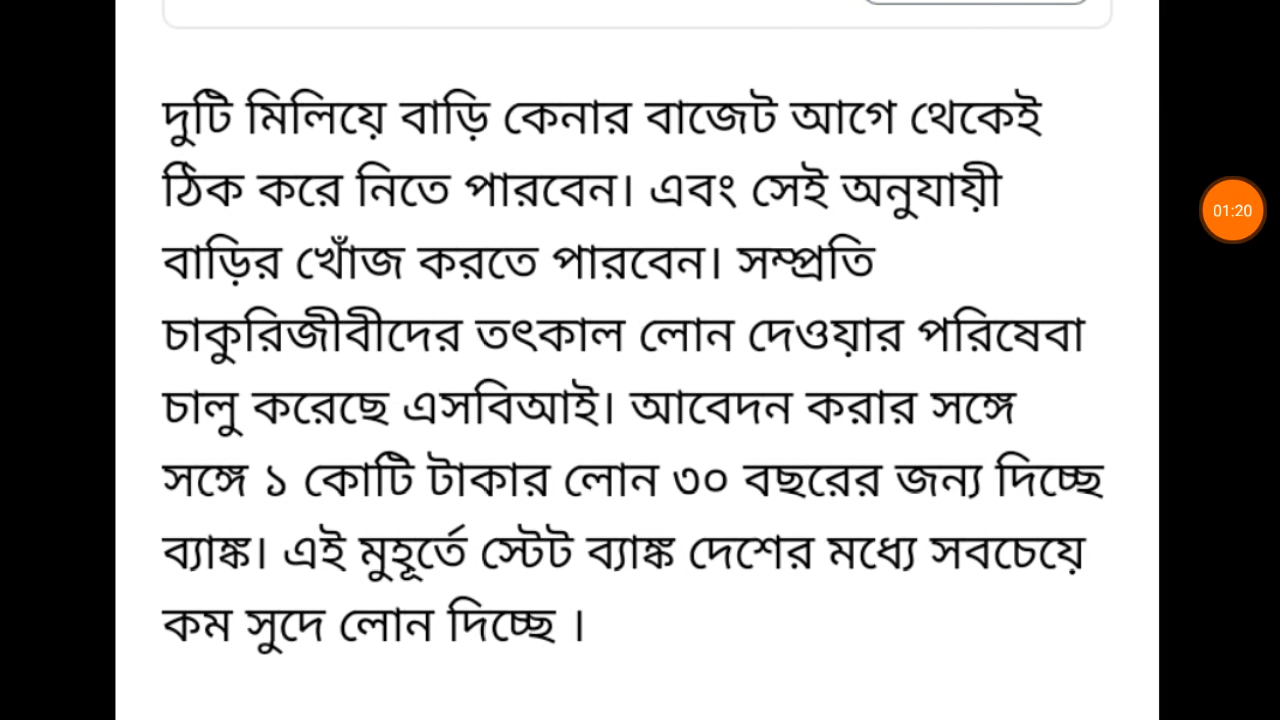 দুটি মিলিয়ে বাড়ি কেনার বাজেট আগে থেকেই
ঠিক করে নিতে পারবেন। এবং সেই অনুযায়ী
বাড়ির খোঁজ করতে পারবেন। সম্প্রতি
চাকুরিজীবীদের তৎকাল লোন দেওয়ার পরিষেবা
চালু করেছে এসবিআই। আবেদন করার সঙ্গে
সঙ্গে ১ কোটি টাকার লোন ৩০ বছরের জন্য দিচ্ছে
ব্যাঙ্ক। এই মুহূর্তে স্টেট ব্যাঙ্ক দেশের মধ্যে সবচেয়ে
কম সুদে লোন দিচ্ছে ।
01:20